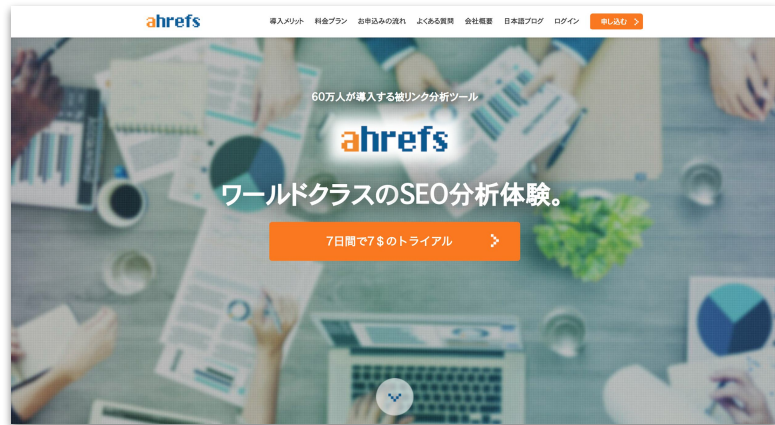 ahrefs
導入メリット 料金プラン お申込みの流れ よくある質問 会社概要 日本語ブログ ログイン 申し込む
60万人が導入する被リンク分析ツール
ahrefs
ワールドクラスのSEO分析体験。
7日間で7$のトライアル